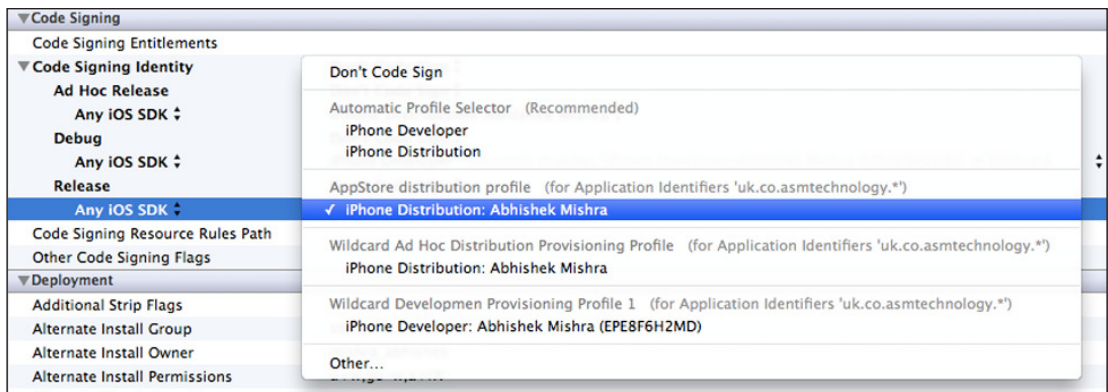 Code Signing
Code Signing Entitlements
Code Signing Identity
Ad Hoc Release
Any iOS SDK
Debug
Any iOS SDK
Release
Any iOS SDK
Code Signing Resource Rules Path
Other Code Signing Flags
Deployment
Additional Strip Flags
Alternate Install Group
Alternate Install Owner
Alternate Install Permissions
Don't Code Sign
Automatic Profile Selector (Recommended)
iPhone Developer
iPhone Distribution
AppStore distribution profile (for Application Identifiers 'uk.co.asmtechnology.*')
✓ iPhone Distribution: Abhishek Mishra
Wildcard Ad Hoc Distribution Provisioning Profile (for Application Identifiers 'uk.co.asmtechnology.*')
iPhone Distribution: Abhishek Mishra
Wildcard Developmen Provisioning Profile 1 (for Application Identifiers 'uk.co.asmtechnology.*')
iPhone Developer: Abhishek Mishra (EPE8F6H2MD)
Other...